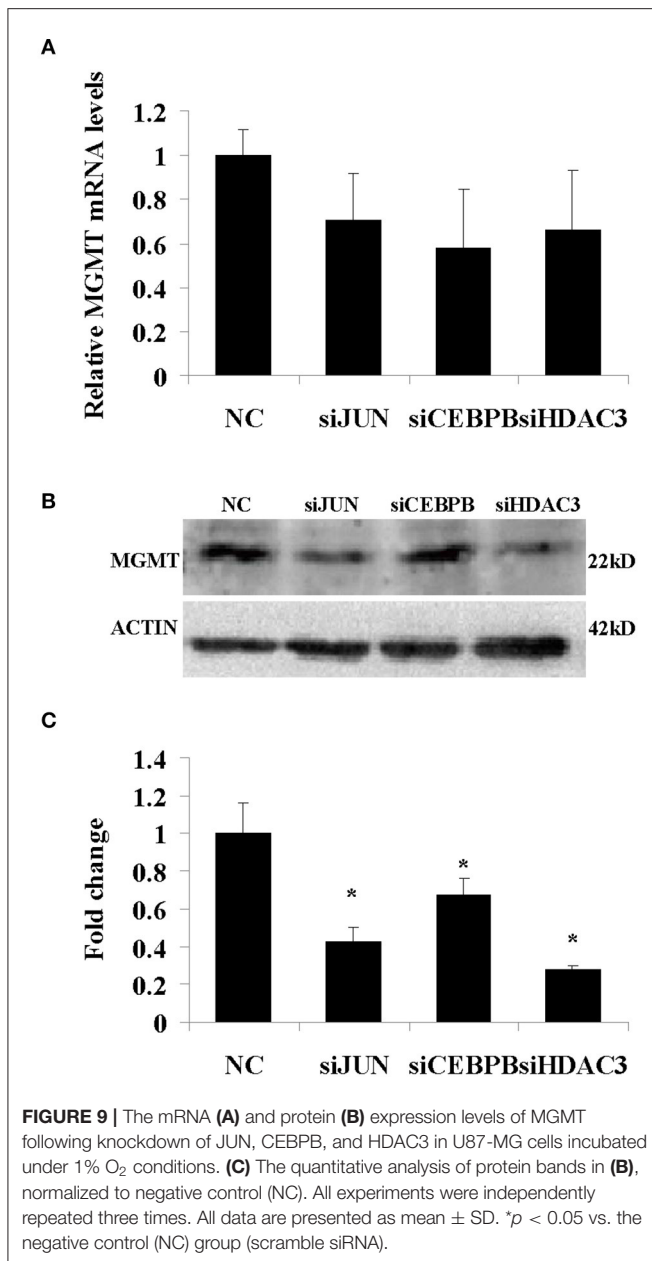 A
Relative MGMT mRNA levels
1.2
1
0.8
0.6
0.4
0.2
0
NC siJUN siCEBPBsiHDAC3
B
NC siJUN siCEBPB siHDAC3
MGMT 22kD
ACTIN 42kD
C
Fold change
1.4
1.2
1
0.8
0.6
0.4
0.2
0
* * *
NC siJUN siCEBPBsiHDAC3
FIGURE 9 | The mRNA (A) and protein (B) expression levels of MGMT
following knockdown of JUN, CEBPB, and HDAC3 in U87-MG cells incubated
under 1% O₂ conditions. (C) The quantitative analysis of protein bands in (B),
normalized to negative control (NC). All experiments were independently
repeated three times. All data are presented as mean ± SD. *p < 0.05 vs. the
negative control (NC) group (scramble siRNA).